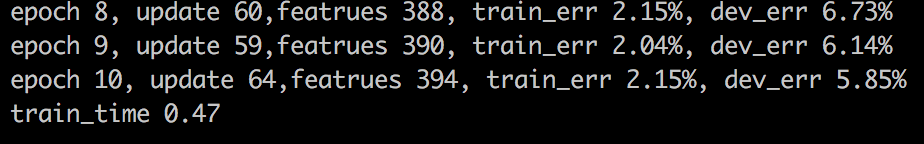 epoch 8, update 60,featrues 388, train_err 2.15%, dev_err 6.73%
epoch 9, update 59,featrues 390, train_err 2.04%, dev_err 6.14%
epoch 10, update 64,featrues 394, train_err 2.15%, dev_err 5.85%
train_time 0.47